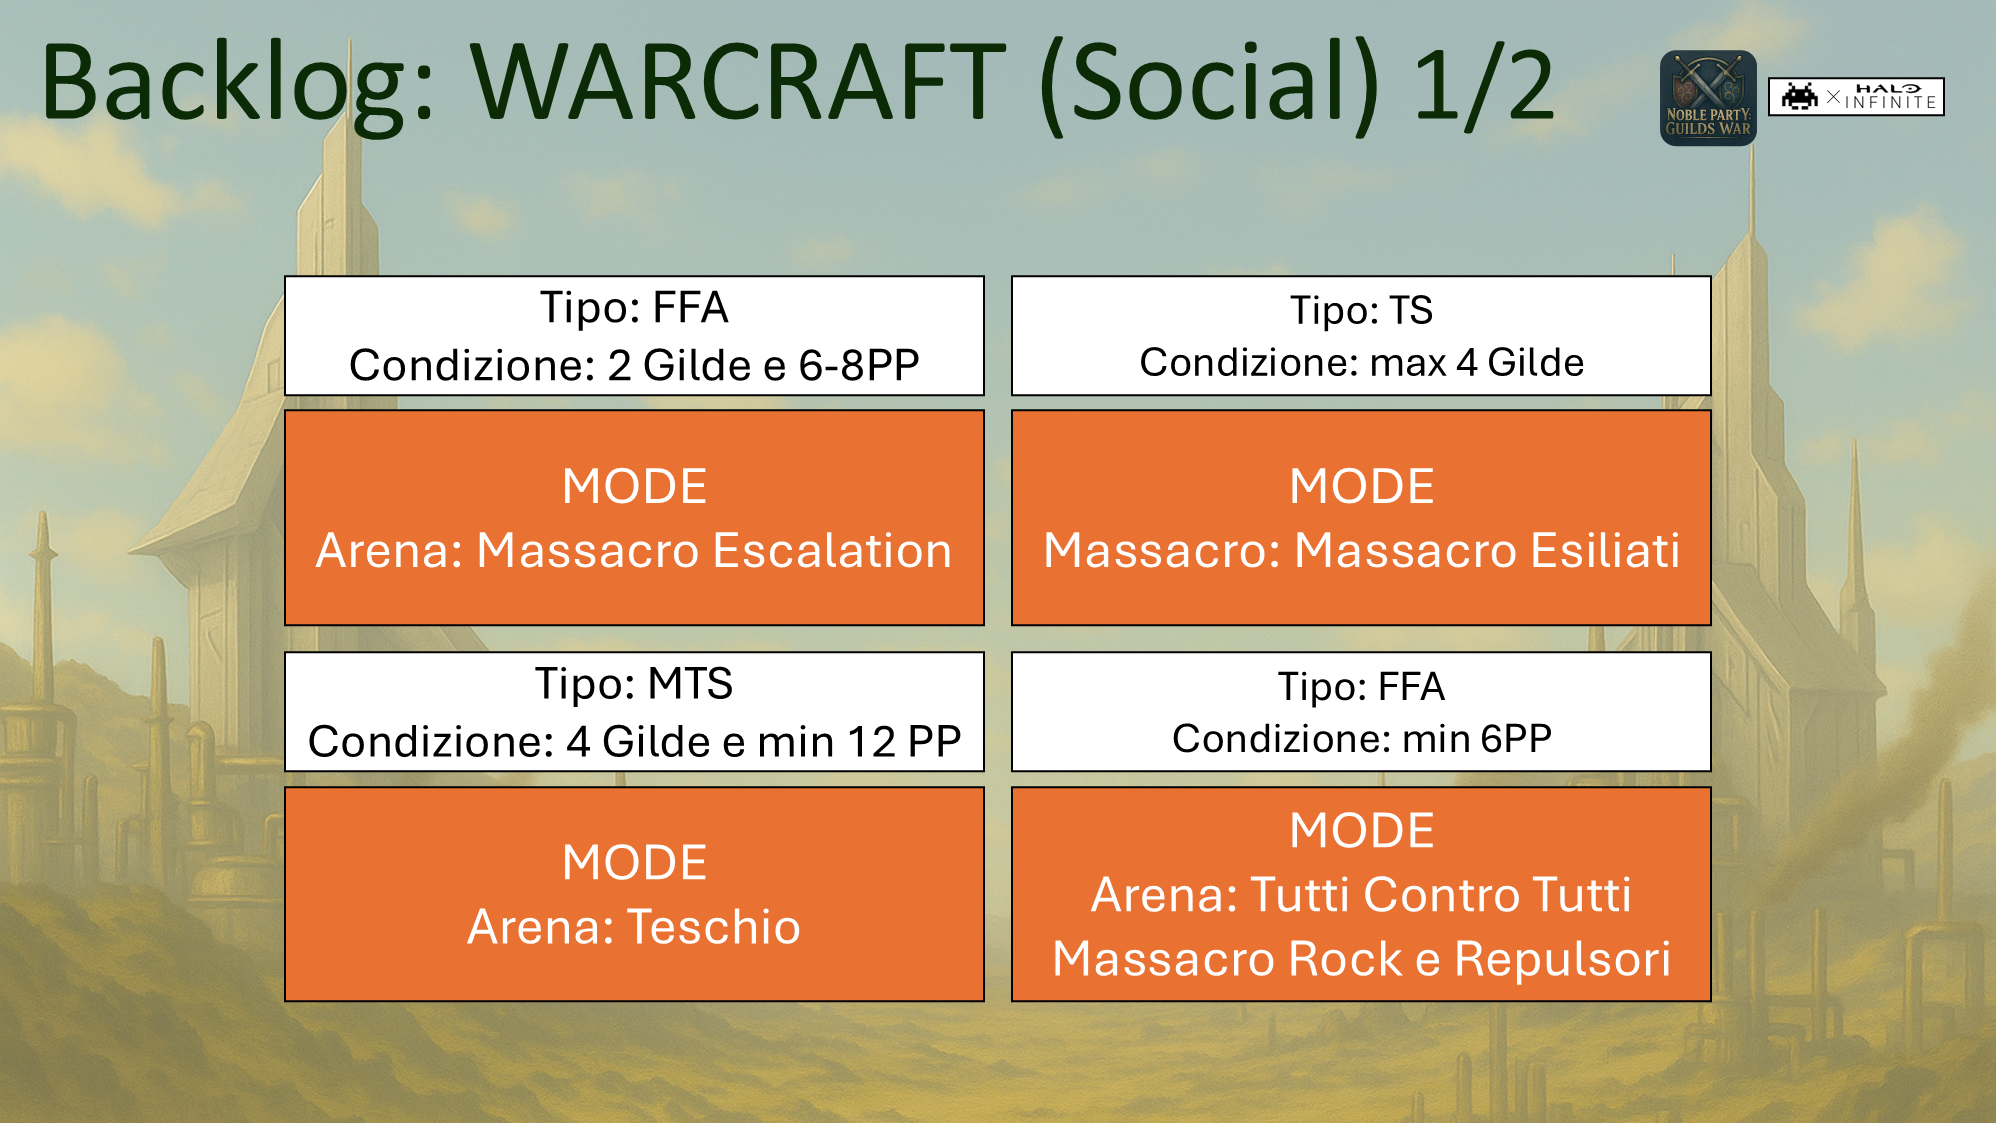 Backlog: WARCRAFT (Social) 1/2
NOBLE PARTY:
GUILDS WAR
× HALO
INFINITE
Tipo: FFA
Condizione: 2 Gilde e 6-8PP
MODE
Arena: Massacro Escalation
Tipo: TS
Condizione: max 4 Gilde
MODE
Massacro: Massacro Esiliati
Tipo: MTS
Condizione: 4 Gilde e min 12 PP
MODE
Arena: Teschio
Tipo: FFA
Condizione: min 6PP
MODE
Arena: Tutti Contro Tutti
Massacro Rock e Repulsori